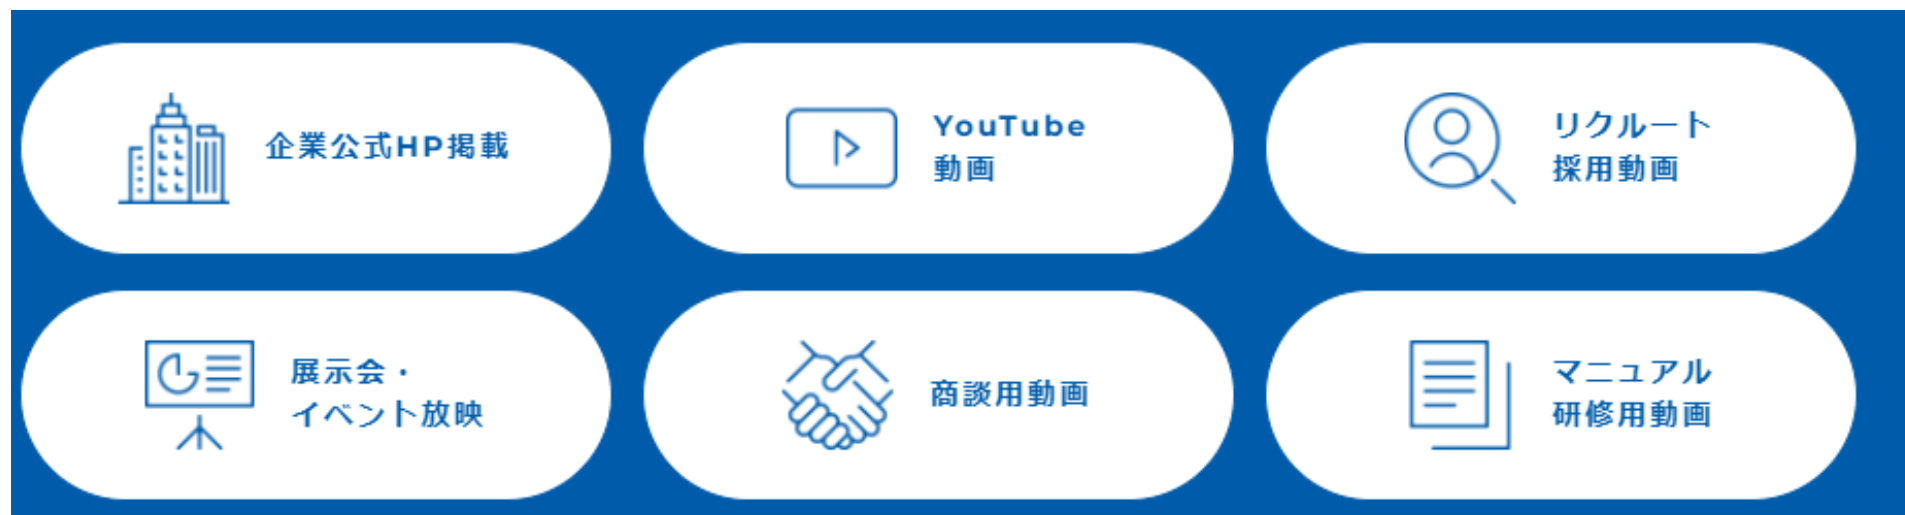 企業公式HP掲載
YouTube
動画
リクルート
採用動画
展示会・
イベント放映
商談用動画
マニュアル
研修用動画